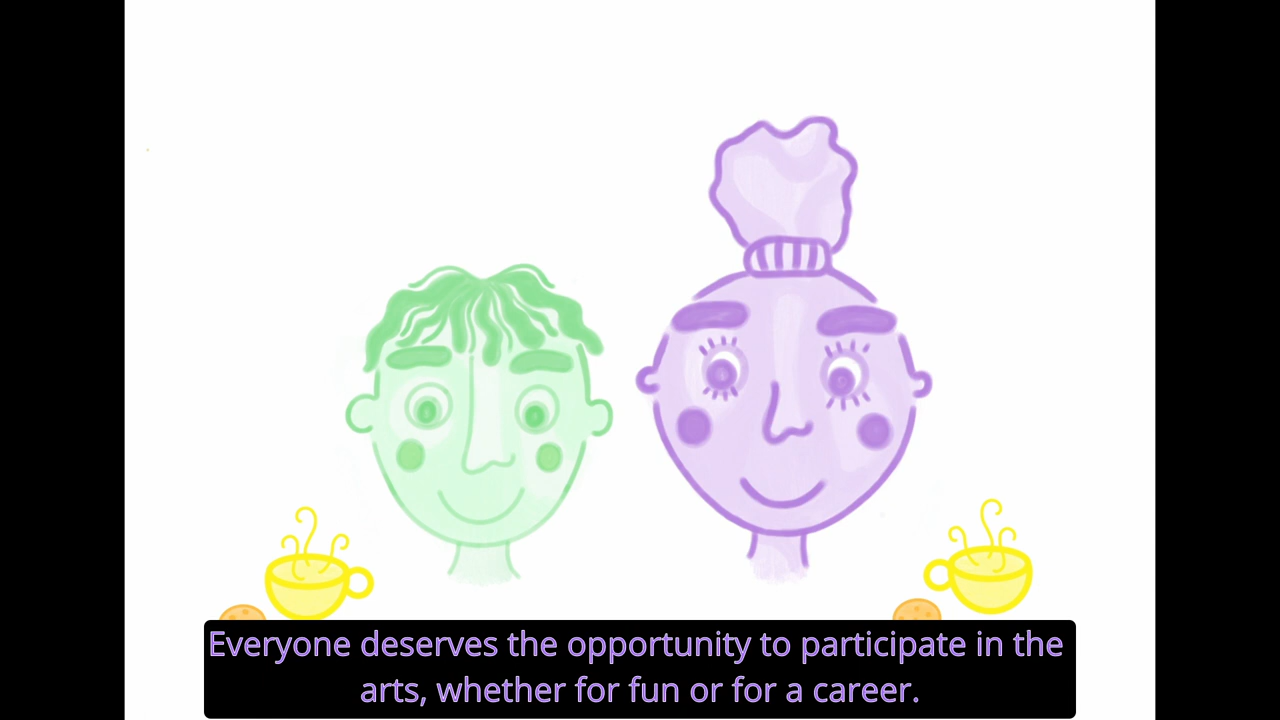 Everyone deserves the opportunity to participate in the
arts, whether for fun or for a career.